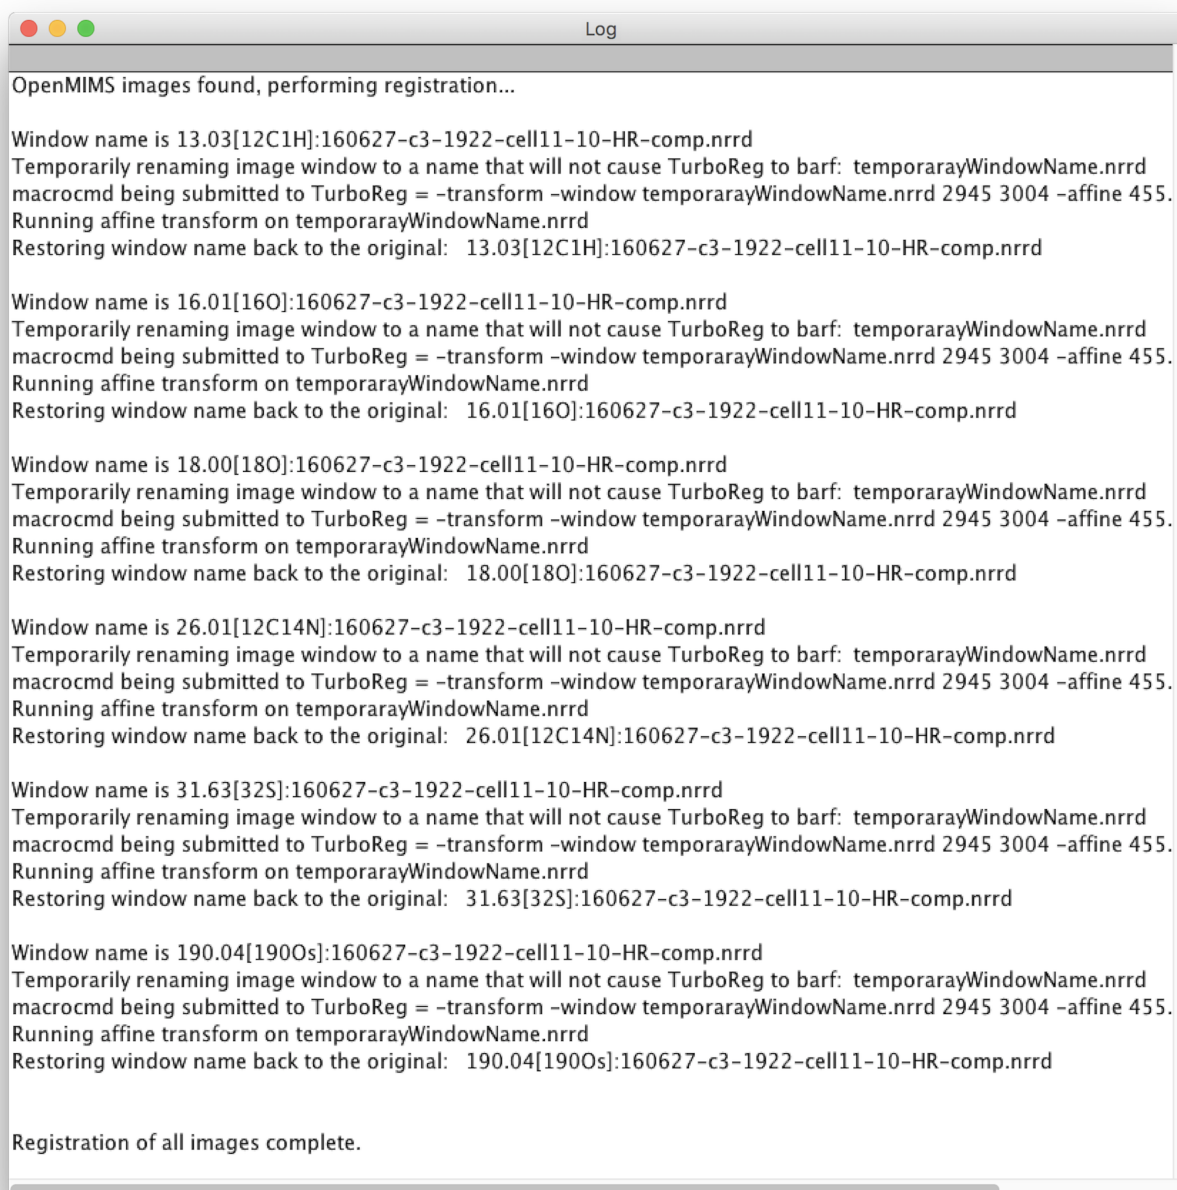 Log
OpenMIMS images found, performing registration...
Window name is 13.03[12C1H]:160627-c3-1922-cell11-10-HR-comp.nrrd
Temporarily renaming image window to a name that will not cause TurboReg to barf:  temporarayWindowName.nrrd
macrocmd being submitted to TurboReg = -transform -window temporarayWindowName.nrrd 2945 3004 -affine 455.
Running affine transform on temporarayWindowName.nrrd
Restoring window name back to the original:   13.03[12C1H]:160627-c3-1922-cell11-10-HR-comp.nrrd
Window name is 16.01[16O]:160627-c3-1922-cell11-10-HR-comp.nrrd
Temporarily renaming image window to a name that will not cause TurboReg to barf:  temporarayWindowName.nrrd
macrocmd being submitted to TurboReg = -transform -window temporarayWindowName.nrrd 2945 3004 -affine 455.
Running affine transform on temporarayWindowName.nrrd
Restoring window name back to the original:   16.01[16O]:160627-c3-1922-cell11-10-HR-comp.nrrd
Window name is 18.00[18O]:160627-c3-1922-cell11-10-HR-comp.nrrd
Temporarily renaming image window to a name that will not cause TurboReg to barf:  temporarayWindowName.nrrd
macrocmd being submitted to TurboReg = -transform -window temporarayWindowName.nrrd 2945 3004 -affine 455.
Running affine transform on temporarayWindowName.nrrd
Restoring window name back to the original:   18.00[18O]:160627-c3-1922-cell11-10-HR-comp.nrrd
Window name is 26.01[12C14N]:160627-c3-1922-cell11-10-HR-comp.nrrd
Temporarily renaming image window to a name that will not cause TurboReg to barf:  temporarayWindowName.nrrd
macrocmd being submitted to TurboReg = -transform -window temporarayWindowName.nrrd 2945 3004 -affine 455.
Running affine transform on temporarayWindowName.nrrd
Restoring window name back to the original:   26.01[12C14N]:160627-c3-1922-cell11-10-HR-comp.nrrd
Window name is 31.63[32S]:160627-c3-1922-cell11-10-HR-comp.nrrd
Temporarily renaming image window to a name that will not cause TurboReg to barf:  temporarayWindowName.nrrd
macrocmd being submitted to TurboReg = -transform -window temporarayWindowName.nrrd 2945 3004 -affine 455.
Running affine transform on temporarayWindowName.nrrd
Restoring window name back to the original:   31.63[32S]:160627-c3-1922-cell11-10-HR-comp.nrrd
Window name is 190.04[190Os]:160627-c3-1922-cell11-10-HR-comp.nrrd
Temporarily renaming image window to a name that will not cause TurboReg to barf:  temporarayWindowName.nrrd
macrocmd being submitted to TurboReg = -transform -window temporarayWindowName.nrrd 2945 3004 -affine 455.
Running affine transform on temporarayWindowName.nrrd
Restoring window name back to the original:   190.04[190Os]:160627-c3-1922-cell11-10-HR-comp.nrrd
Registration of all images complete.